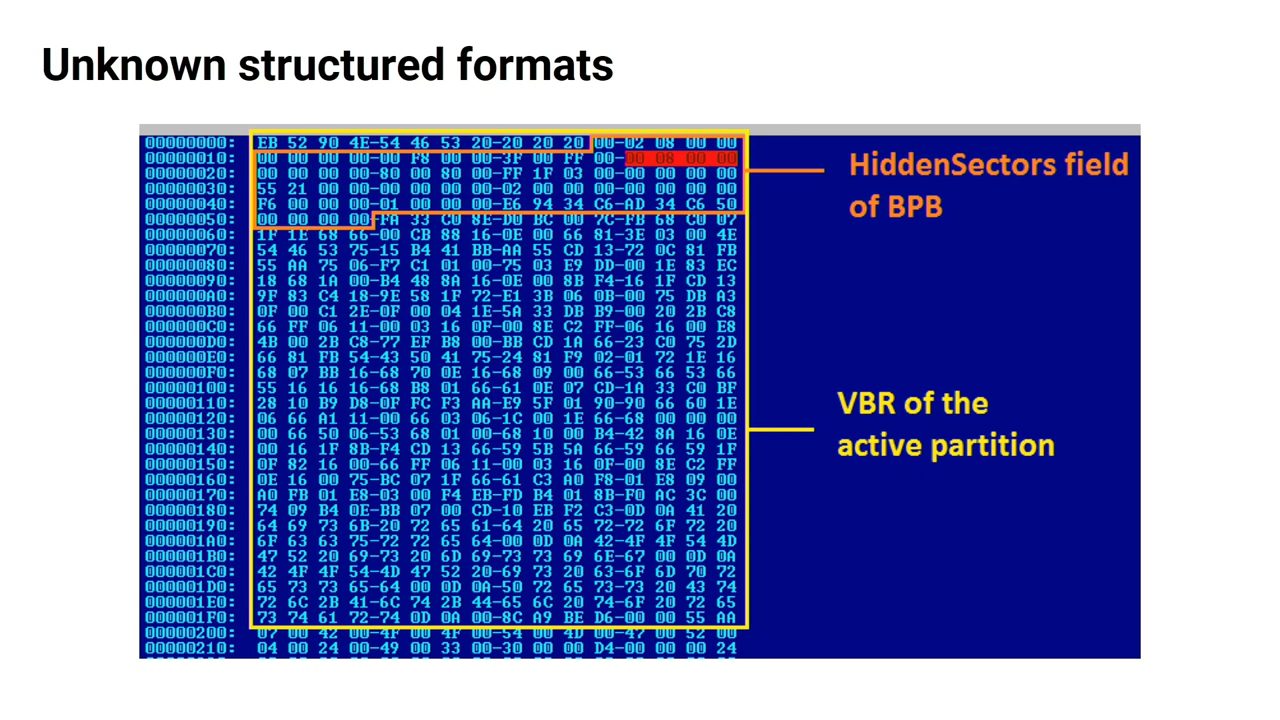 Unknown structured formats
00000000: EB 52 90 4E-54 46 53 20-20 20 20 00-02 08 00 00
00000010: 00 00 00 00-00 F8 00 00-3F 00 FF 00-00 08 00 00
00000020: 00 00 00 00-80 00 80 00-FF 1F 03 00-00 00 00 00
00000030: 55 21 00 00-00 00 00 00-02 00 00 00-00 00 00 00
00000040: F6 00 00 00-01 00 00 00-E6 94 34 C6-AD 34 C6 50
00000050: 00 00 00 00-FA 33 C0 8E-D0 BC 00 7C-FB 68 C0 07
00000060: 1F 1E 68 66-00 CB 88 16-0E 00 66 81-3E 03 00 4E
00000070: 54 46 53 75-15 B4 41 BB-AA 55 CD 13-72 0C 81 FB
00000080: 55 AA 75 06-F7 C1 01 00-75 03 E9 DD-00 1E 83 EC
00000090: 18 68 1A 00-B4 48 8A 16-0E 00 8B F4-16 1F CD 13
000000A0: 9F 83 C4 18-9E 58 1F 72-E1 3B 06 0B-00 75 DB A3
000000B0: 0F 00 C1 2E-0F 00 04 1E-5A 33 DB B9-00 20 2B C8
000000C0: 66 FF 06 11-00 03 16 0F-00 8E C2 FF-06 16 00 E8
000000D0: 4B 00 2B C8-77 EF B8 00-BB CD 1A 66-23 C0 75 2D
000000E0: 66 81 FB 54-43 50 41 75-24 81 F9 02-01 72 1E 16
000000F0: 68 07 BB 16-68 70 0E 16-68 09 00 66-53 66 53 66
00000100: 55 16 16 16-68 B8 01 66-61 0E 07 CD-1A 33 C0 BF
00000110: 28 10 B9 D8-0F FC F3 AA-E9 5F 01 90-90 66 60 1E
00000120: 06 66 A1 11-00 66 03 06-1C 00 1E 66-68 00 00 00
00000130: 00 66 50 06-53 68 01 00-68 10 00 B4-42 8A 16 0E
00000140: 00 16 1F 8B-F4 CD 13 66-59 5B 5A 66-59 66 59 1F
00000150: 0F 82 16 00-66 FF 06 11-00 03 16 0F-00 8E C2 FF
00000160: 0E 16 00 75-BC 07 1F 66-61 C3 A0 F8-01 E8 09 00
00000170: A0 FB 01 E8-03 00 F4 EB-FD B4 01 8B-F0 AC 3C 00
00000180: 74 09 B4 0E-BB 07 00 CD-10 EB F2 C3-0D 0A 41 20
00000190: 64 69 73 6B-20 72 65 61-64 20 65 72-72 6F 72 20
000001A0: 6F 63 63 75-72 72 65 64-00 0D 0A 42-4F 4F 54 4D
000001B0: 47 52 20 69-73 20 6D 69-73 73 69 6E-67 00 0D 0A
000001C0: 42 4F 4F 54-4D 47 52 20-69 73 20 63-6F 6D 70 72
000001D0: 65 73 73 65-64 00 0D 0A-50 72 65 73-73 20 43 74
000001E0: 72 6C 2B 41-6C 74 2B 44-65 6C 20 74-6F 20 72 65
000001F0: 73 74 61 72-74 0D 0A 00-8C A9 BE D6-00 00 55 AA
00000200: 07 00 42 00-4F 00 4F 00-54 00 4D 00-47 00 52 00
00000210: 04 00 24 00-49 00 33 00-30 00 00 D4-00 00 00 24
HiddenSectors field
of BPB
VBR of the
active partition